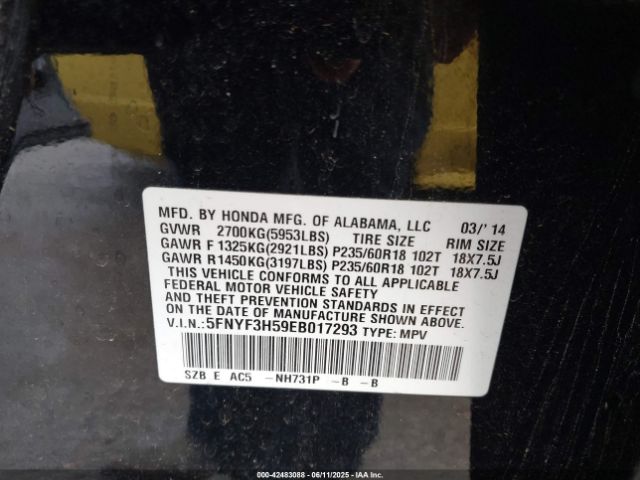 MFD. BY HONDA MFG. OF ALABAMA, LLC 03/'14
GVWR 2700KG(5953LBS) TIRE SIZE RIM SIZE
GAWR F 1325KG(2921LBS) P235/60R18 102T 18X7.5J
GAWR R1450KG(3197LBS) P235/60R18 102T 18X7.5J
THIS VEHICLE CONFORMS TO ALL APPLICABLE
FEDERAL MOTOR VEHICLE SAFETY
AND THEFT PREVENTION STANDARDS IN EFFECT
ON THE DATE OF MANUFACTURE SHOWN ABOVE.
V.I.N.:5FNYF3H59EB017293 TYPE: MPV
SZB E AC5 -NH731P -B -B
000-42483088 - 06/11/2025 - IAA Inc.